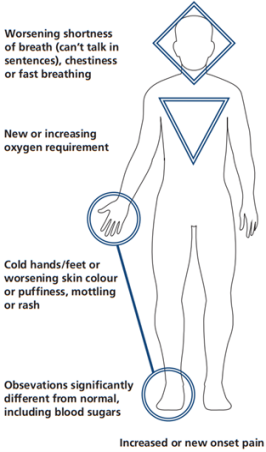 Worsening shortness
of breath (can't talk in
sentences), chestiness
or fast breathing
New or increasing
oxygen requirement
Cold hands/feet or
worsening skin colour
or puffiness, mottling
or rash
Obsevations significantly
different from normal,
including blood sugars
Increased or new onset pain